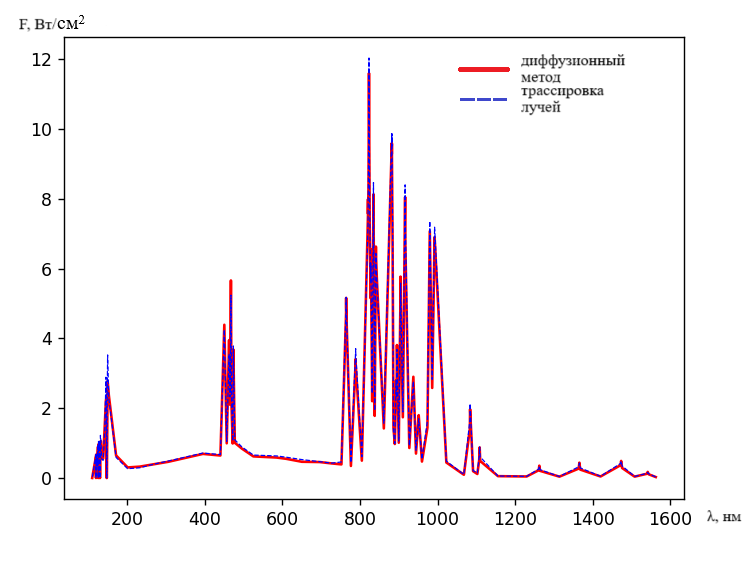 F, Вт/см²
12
10
8
6
4
2
0
диффузионный
метод
трассировка
лучей
200 400 600 800 1000 1200 1400 1600
λ, нм